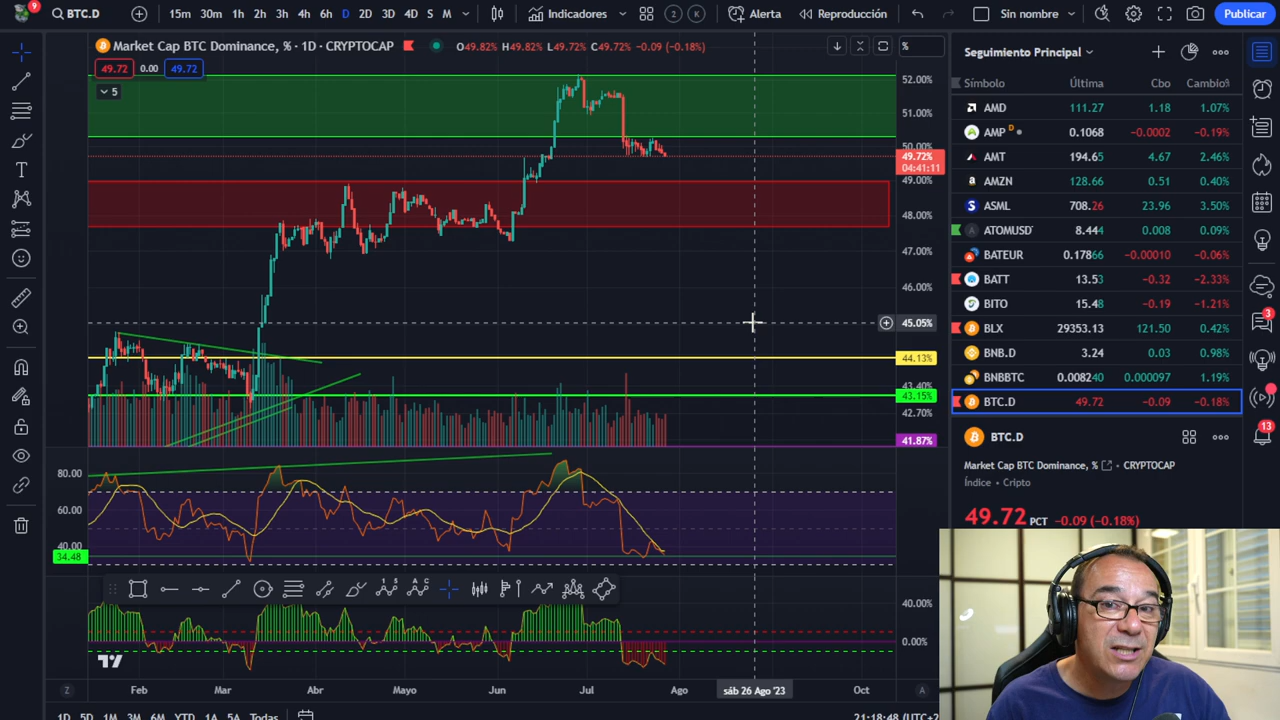 9
BTC.D
15m 30m 1h 2h 3h 4h 6h D 2D 3D 4D S M
Indicadores
2 K
Alerta
Reproducción
Sin nombre
Publicar
Market Cap BTC Dominance, % · 1D · CRYPTOCAP
O49.82% H49.82% L49.72% C49.72% -0.09 (-0.18%)
%
49.72 0.00 49.72
5
52.00%
51.00%
50.00%
49.72%
04:41:11
49.00%
48.00%
47.00%
46.00%
45.05%
44.13%
43.40%
43.15%
42.70%
41.87%
80.00
60.00
40.00
34.48
40.00%
0.00%
Z
Feb Mar Abr Mayo Jun Jul Ago sáb 26 Ago '23 Oct
A
1D 5D 1M 3M 6M YTD 1A 5A Todas
21:18:48 (UTC+2
Seguimiento Principal
Símbolo Última Cbo Cambio%
AMD 111.27 1.18 1.07%
AMP D 0.1068 -0.0002 -0.19%
AMT 194.65 4.67 2.46%
AMZN 128.66 0.51 0.40%
ASML 708.26 23.96 3.50%
ATOMUSD 8.444 0.008 0.09%
BATEUR 0.17866 -0.00010 -0.06%
BATT 13.53 -0.32 -2.33%
BITO 15.48 -0.19 -1.21%
BLX 29353.13 121.50 0.42%
BNB.D 3.24 0.03 0.98%
BNBBTC 0.008240 0.000097 1.19%
BTC.D 49.72 -0.09 -0.18%
BTC.D
Market Cap BTC Dominance, % · CRYPTOCAP
Índice · Cripto
49.72 PCT -0.09 (-0.18%)
3
13